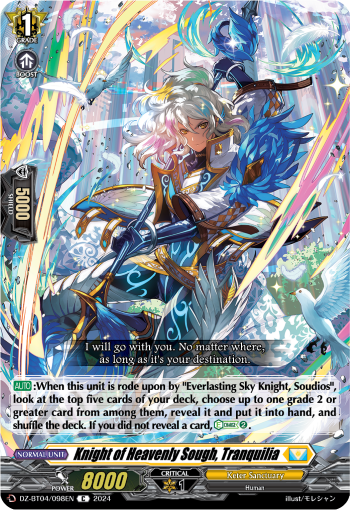 1
GRADE
BOOST
5000
SHIELD
I will go with you. No matter where,
as long as it's your destination.
AUTO :When this unit is rode upon by "Everlasting Sky Knight, Soudios",
look at the top five cards of your deck, choose up to one grade 2 or
greater card from among them, reveal it and put it into hand, and
shuffle the deck. If you did not reveal a card,
2
NORMAL UNIT
Knight of Heavenly Sough, Tranquilia
POWER
8000
CRITICAL
1
Keter Sanctuary
Human
DZ-BT04/098EN C 2024
illust/モレシャン